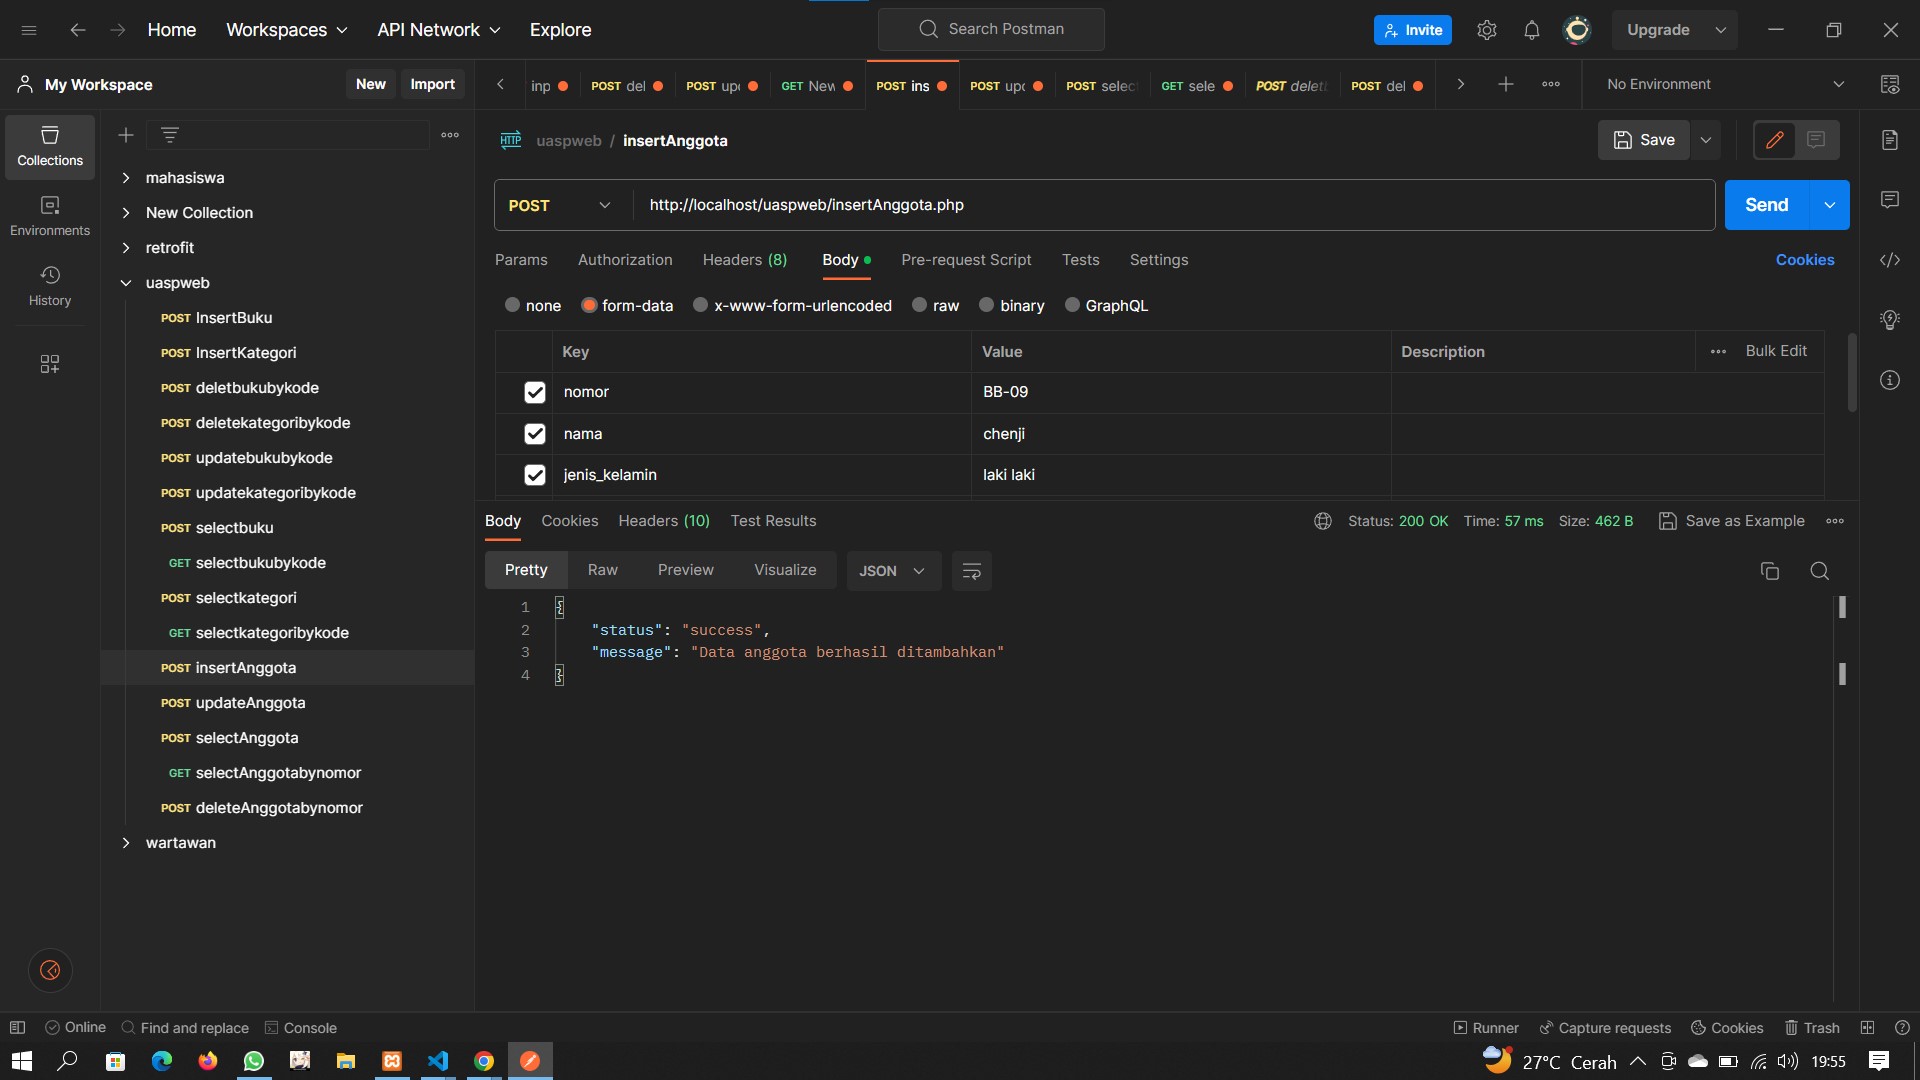 Home Workspaces API Network Explore Search Postman Invite Upgrade
My Workspace New Import inp POST del POST upd GET New POST ins POST upd POST selec GET sele POST delet POST del No Environment
uaspweb / insertAnggota Save
POST http://localhost/uaspweb/insertAnggota.php Send
Params Authorization Headers (8) Body Pre-request Script Tests Settings Cookies
none form-data x-www-form-urlencoded raw binary GraphQL
Key Value Description Bulk Edit
nomor BB-09
nama chenji
jenis_kelamin laki laki
Body Cookies Headers (10) Test Results Status: 200 OK Time: 57 ms Size: 462 B Save as Example
Pretty Raw Preview Visualize JSON
1 {
2 "status": "success",
3 "message": "Data anggota berhasil ditambahkan"
4 }
Collections
Environments
History
mahasiswa
New Collection
retrofit
uaspweb
POST InsertBuku
POST InsertKategori
POST deletbukubykode
POST deletekategoribykode
POST updatebukubykode
POST updatekategoribykode
POST selectbuku
GET selectbukubykode
POST selectkategori
GET selectkategoribykode
POST insertAnggota
POST updateAnggota
POST selectAnggota
GET selectAnggotabynomor
POST deleteAnggotabynomor
wartawan
Online Find and replace Console Runner Capture requests Cookies Trash
27°C Cerah 19:55